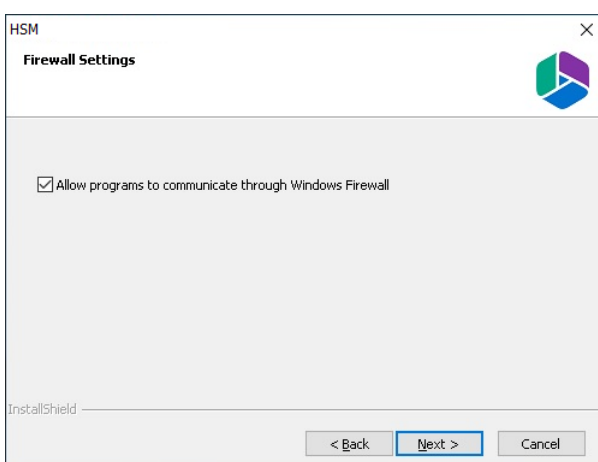 HSM
Firewall Settings
Allow programs to communicate through Windows Firewall
InstallShield
< Back Next > Cancel